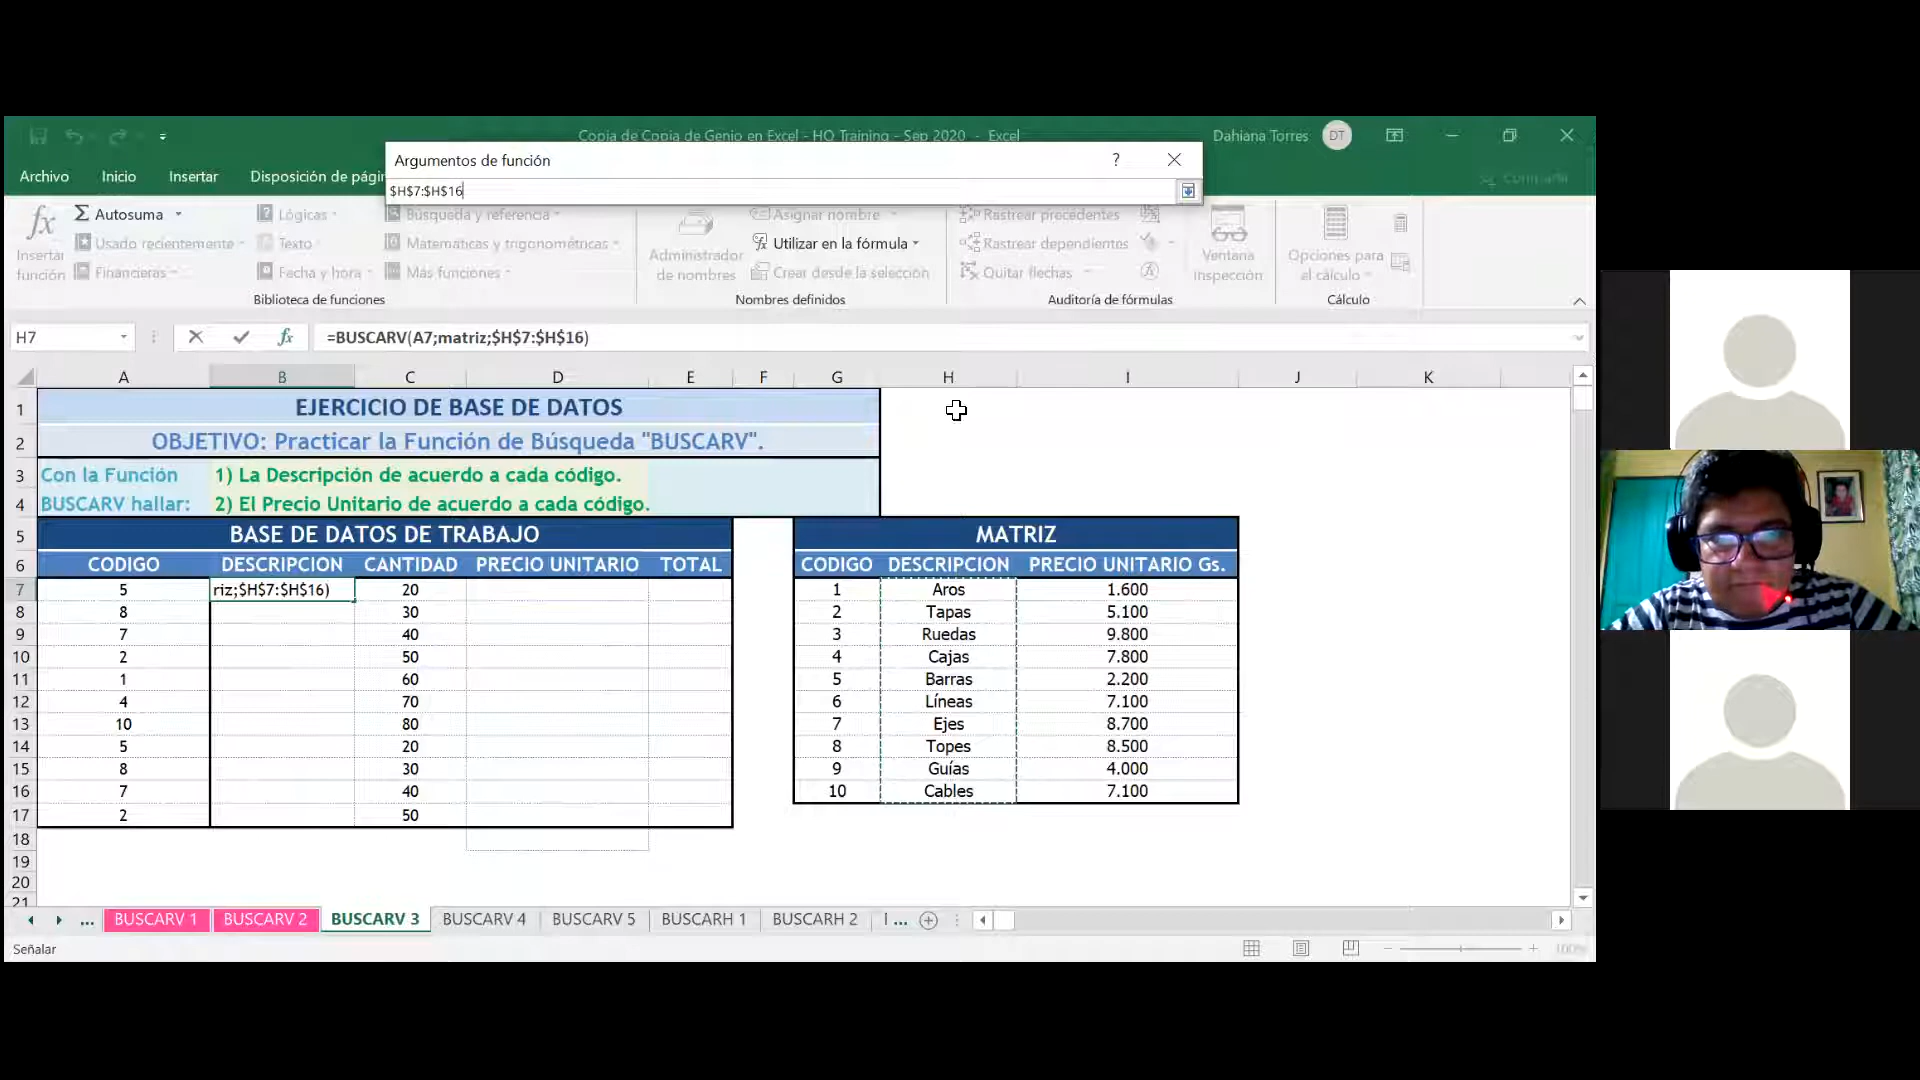 Copia de Copia de Genio en Excel - HQ Training - Sep 2020 - Excel
Dahiana Torres DT
Argumentos de función ?
$H$7:$H$16
Archivo Inicio Insertar Disposición de págin
Compartir
fx Insertar función
Σ Autosuma
Usado recientemente
Financieras
Lógicas
Texto
Fecha y hora
Búsqueda y referencia
Matemáticas y trigonométricas
Más funciones
Biblioteca de funciones
Administrador de nombres
Asignar nombre
Utilizar en la fórmula
Crear desde la selección
Nombres definidos
Rastrear precedentes
Rastrear dependientes
Quitar flechas
Auditoría de fórmulas
Ventana Inspección
Opciones para el cálculo
Cálculo
H7 fx =BUSCARV(A7;matriz;$H$7:$H$16)
A B C D E F G H I J K
1 EJERCICIO DE BASE DE DATOS
2 OBJETIVO: Practicar la Función de Búsqueda "BUSCARV".
3 Con la Función 1) La Descripción de acuerdo a cada código.
4 BUSCARV hallar: 2) El Precio Unitario de acuerdo a cada código.
5 BASE DE DATOS DE TRABAJO MATRIZ
6 CODIGO DESCRIPCION CANTIDAD PRECIO UNITARIO TOTAL CODIGO DESCRIPCION PRECIO UNITARIO Gs.
7 5 riz;$H$7:$H$16) 20 1 Aros 1.600
8 8 30 2 Tapas 5.100
9 7 40 3 Ruedas 9.800
10 2 50 4 Cajas 7.800
11 1 60 5 Barras 2.200
12 4 70 6 Líneas 7.100
13 10 80 7 Ejes 8.700
14 5 20 8 Topes 8.500
15 8 30 9 Guías 4.000
16 7 40 10 Cables 7.100
17 2 50
18
19
20
21
... BUSCARV 1 BUSCARV 2 BUSCARV 3 BUSCARV 4 BUSCARV 5 BUSCARH 1 BUSCARH 2 I ...
Señalar 100%